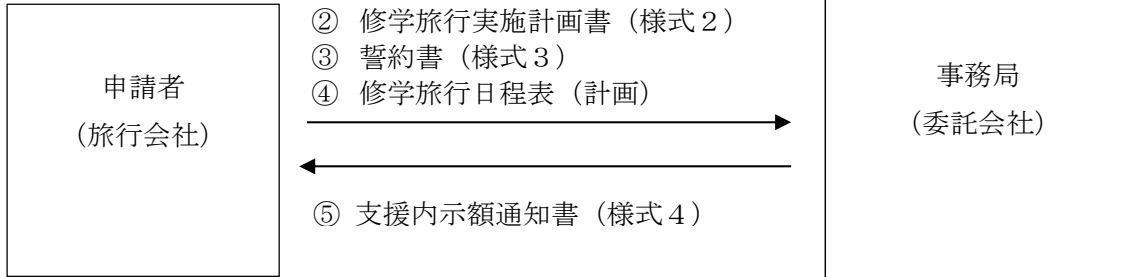 ② 修学旅行実施計画書（様式２）
③ 誓約書（様式３）
④ 修学旅行日程表（計画）
申請者
（旅行会社）
事務局
（委託会社）
⑤ 支援内示額通知書（様式４）